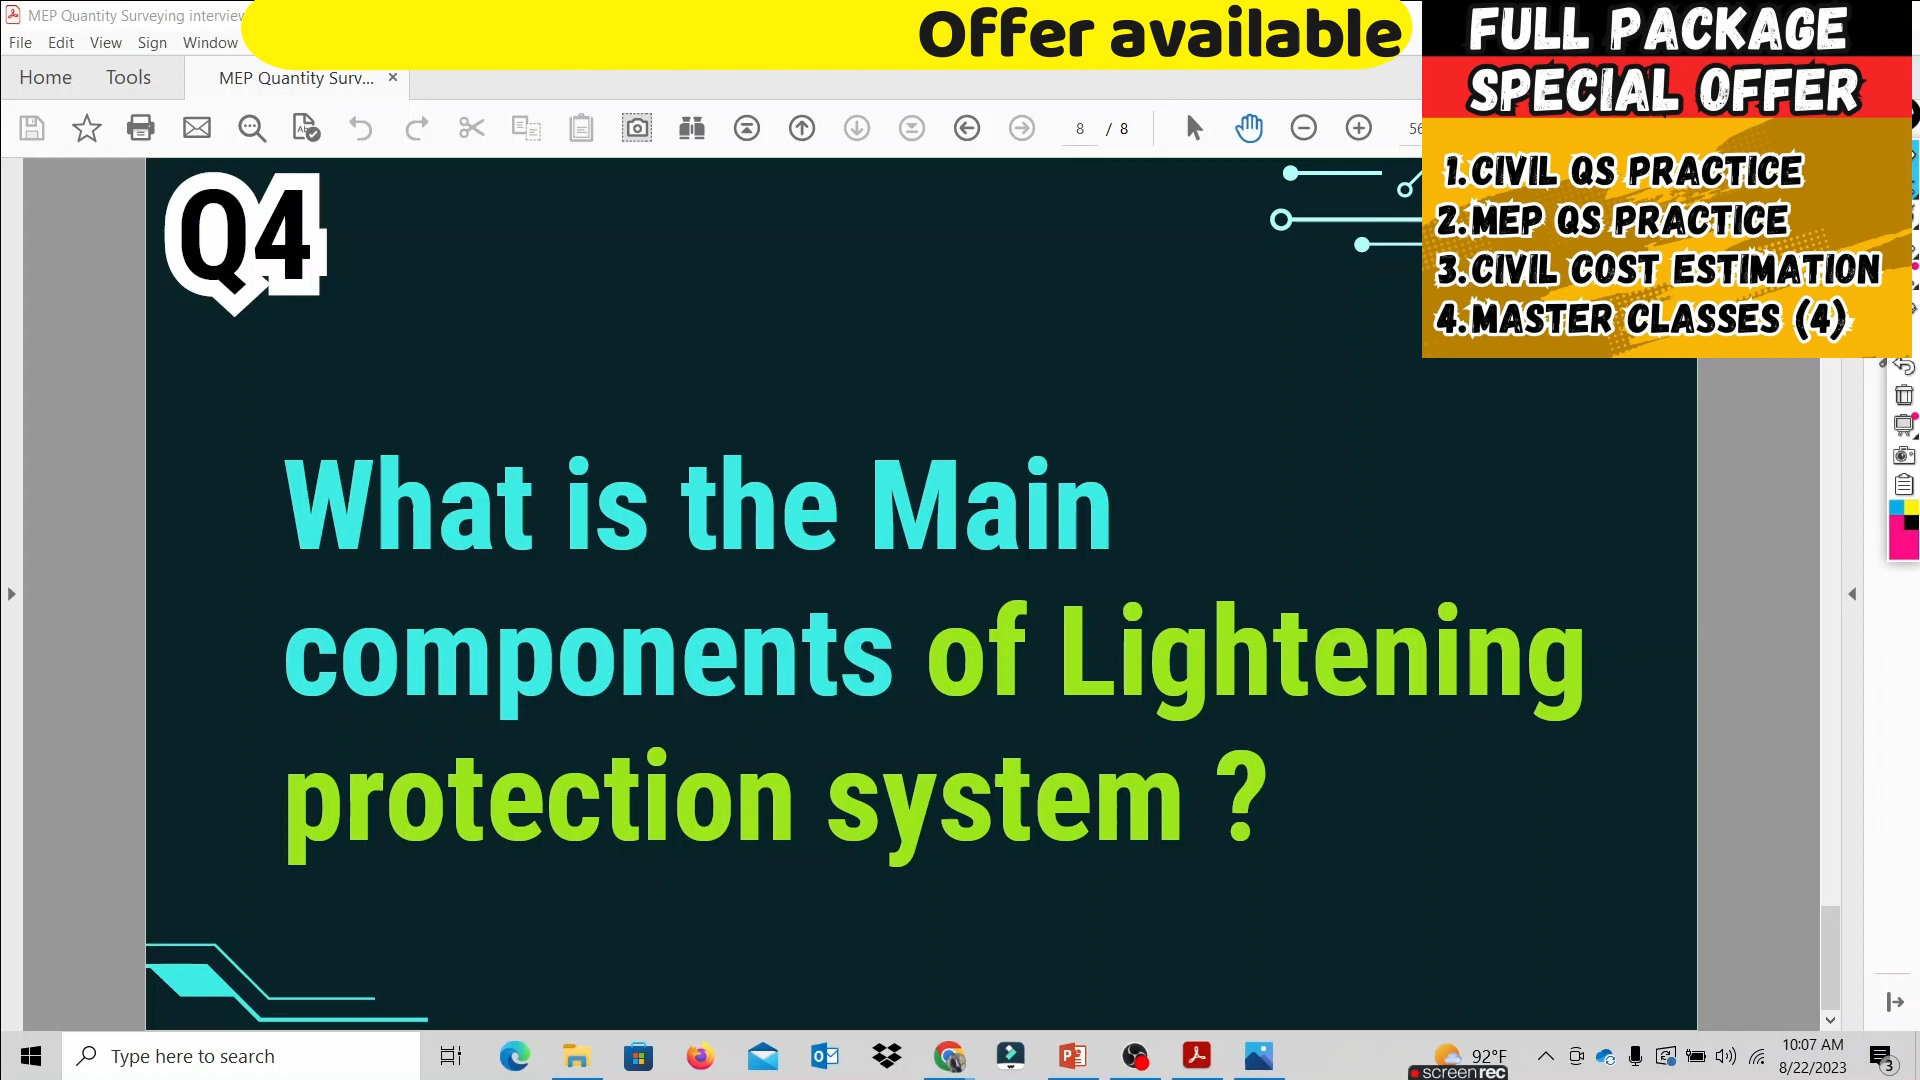 MEP Quantity Surveying interview
Offer available
FULL PACKAGE
SPECIAL OFFER
1.CIVIL QS PRACTICE
2.MEP QS PRACTICE
3.CIVIL COST ESTIMATION
4.MASTER CLASSES (4)
File Edit View Sign Window
Home Tools MEP Quantity Surv... ×
8 / 8
56
Q4
What is the Main
components of Lightening
protection system ?
Type here to search
92°F
screenrec
10:07 AM
8/22/2023
3